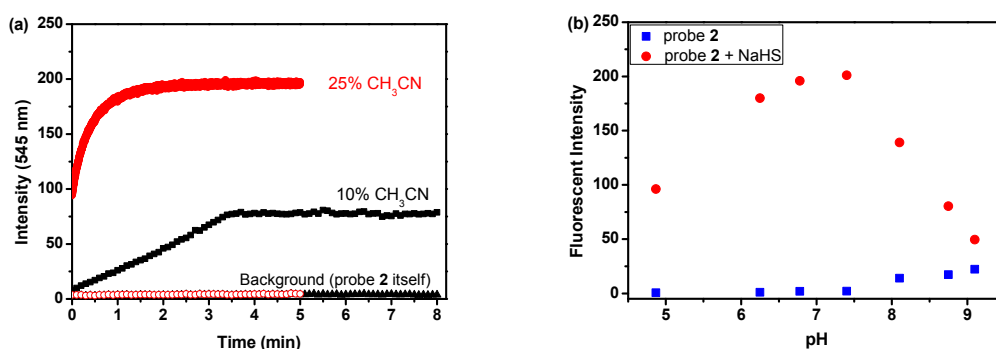 (a)
250
200
150
100
50
0
Intensity (545 nm)
25% CH₃CN
10% CH₃CN
Background (probe 2 itself)
0 1 2 3 4 5 6 7 8
Time (min)
(b)
probe 2
probe 2 + NaHS
250
200
150
100
50
0
Fluorescent Intensity
5 6 7 8 9
pH